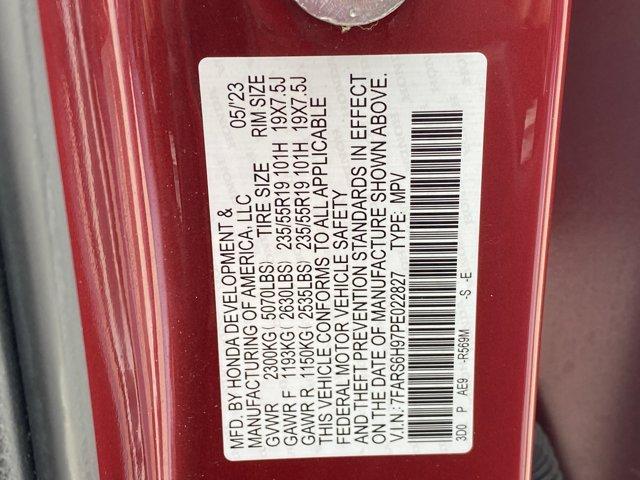 MFD. BY HONDA DEVELOPMENT &
MANUFACTURING OF AMERICA, LLC 05/'23
TIRE SIZE RIM SIZE
GVWR 2300KG(5070LBS)
GAWR F 1193KG(2630LBS) 235/55R19 101H 19X7.5J
GAWR R 1150KG(2535LBS) 235/55R19 101H 19X7.5J
THIS VEHICLE CONFORMS TO ALL APPLICABLE
FEDERAL MOTOR VEHICLE SAFETY
AND THEFT PREVENTION STANDARDS IN EFFECT
ON THE DATE OF MANUFACTURE SHOWN ABOVE.
V.I.N.: 7FARS6H97PE022827 TYPE: MPV
3D0 P AE9 -R569M -S -E